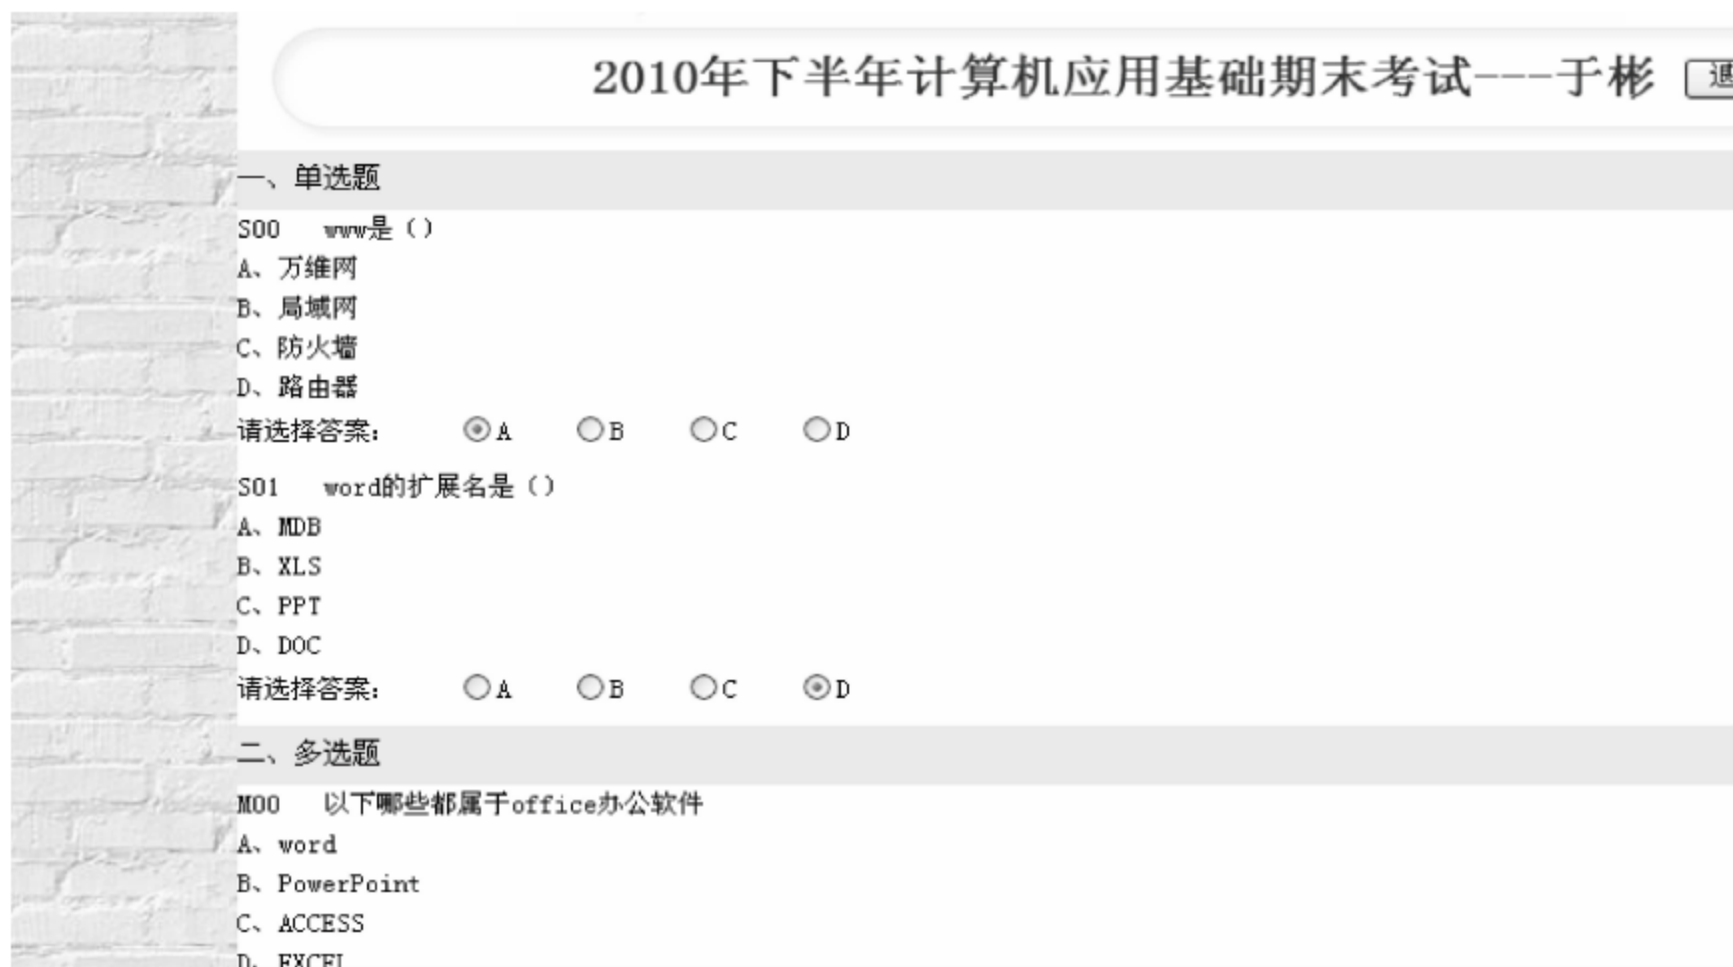 2010年下半年计算机应用基础期末考试---于彬 退
一、单选题
S00 www是（）
A、万维网
B、局域网
C、防火墙
D、路由器
请选择答案： A B C D
S01 word的扩展名是（）
A、MDB
B、XLS
C、PPT
D、DOC
请选择答案： A B C D
二、多选题
M00 以下哪些都属于office办公软件
A、word
B、PowerPoint
C、ACCESS
D、EXCEL